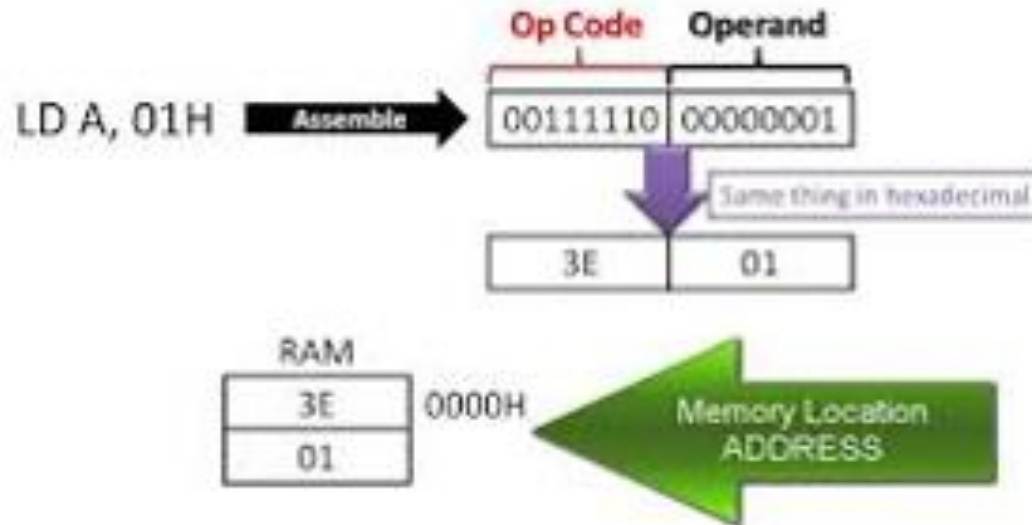 Op Code Operand
LD A, 01H Assemble 00111110 00000001
Same thing in hexadecimal
3E 01
RAM
3E 0000H
01
Memory Location
ADDRESS